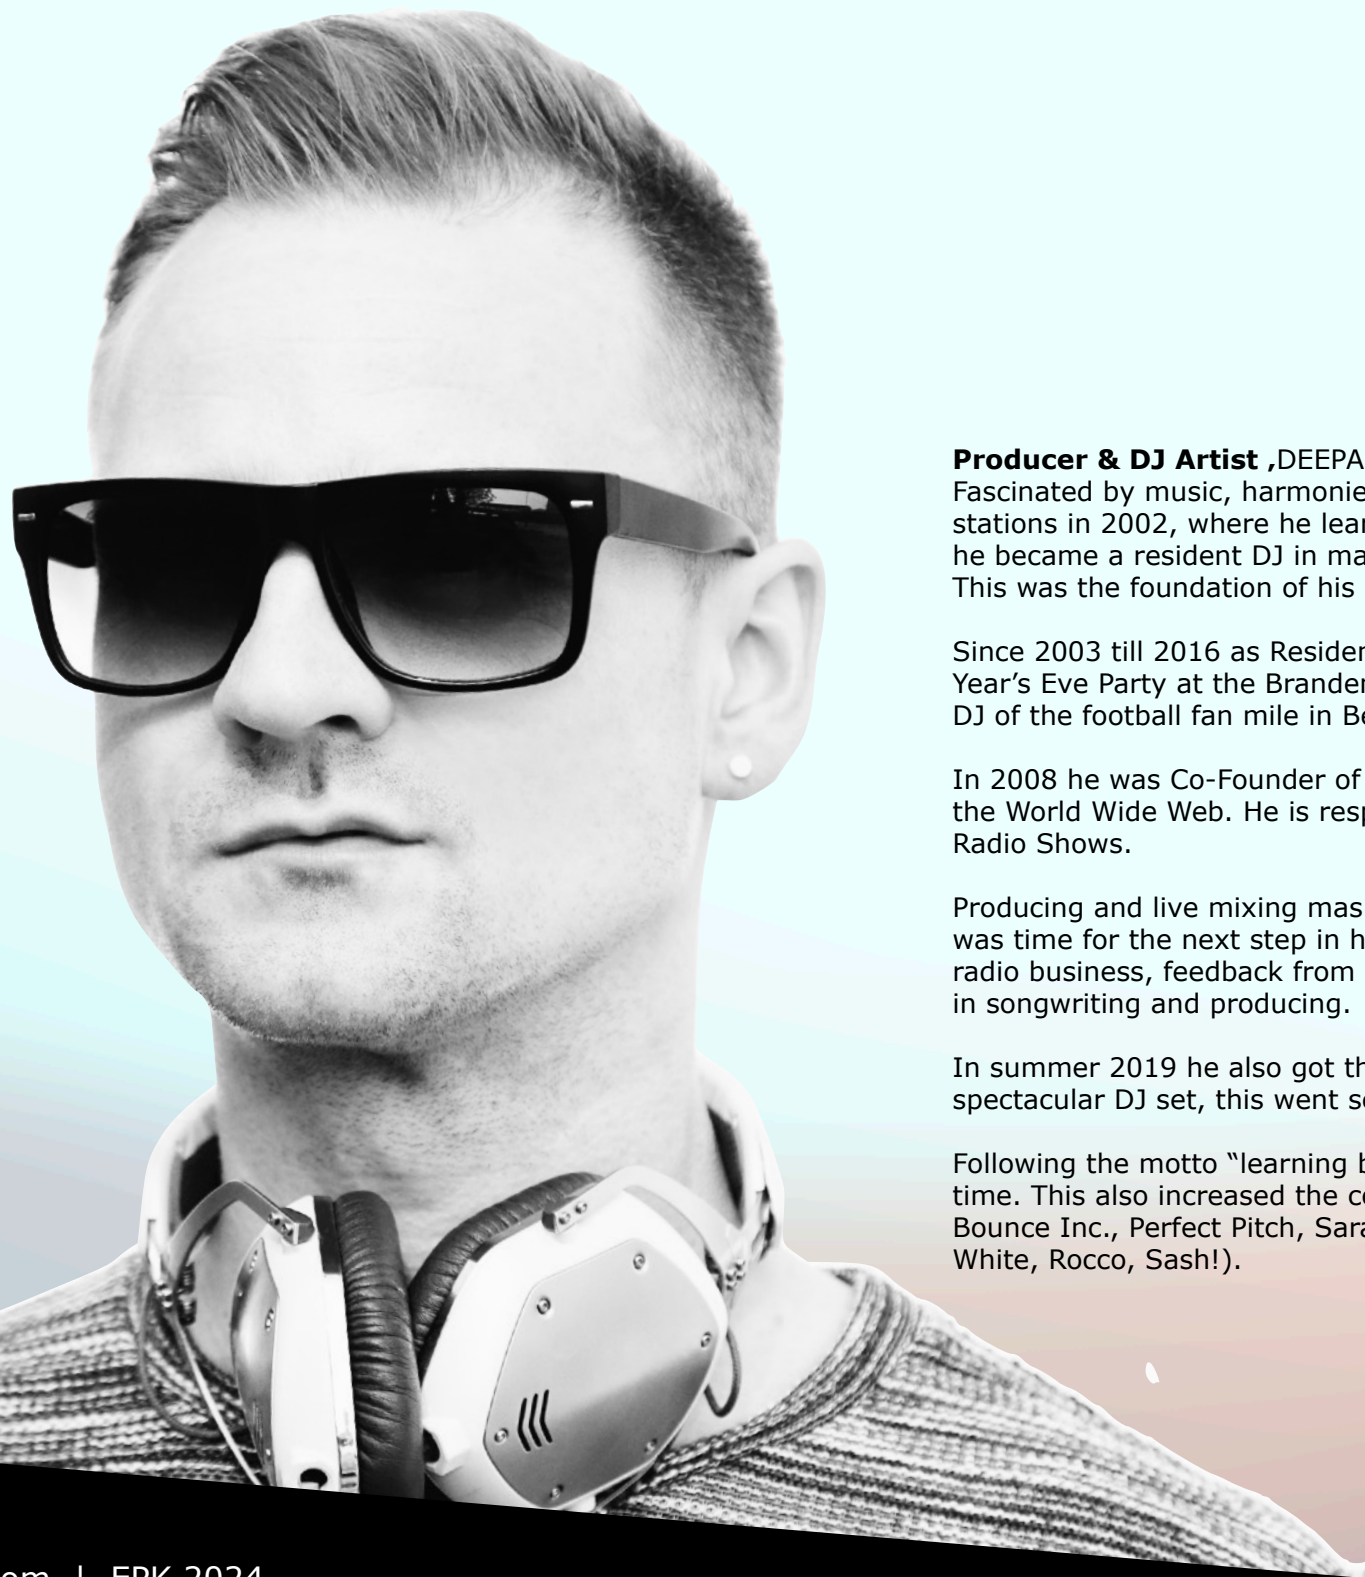 Producer & DJ Artist ,DEEPA
Fascinated by music, harmonie
stations in 2002, where he lear
he became a resident DJ in ma
This was the foundation of his
Since 2003 till 2016 as Residen
Year’s Eve Party at the Branden
DJ of the football fan mile in Be
In 2008 he was Co-Founder of
the World Wide Web. He is resp
Radio Shows.
Producing and live mixing mas
was time for the next step in h
radio business, feedback from
in songwriting and producing.
In summer 2019 he also got th
spectacular DJ set, this went so
Following the motto “learning b
time. This also increased the co
Bounce Inc., Perfect Pitch, Sara
White, Rocco, Sash!).
om | EPK 2024